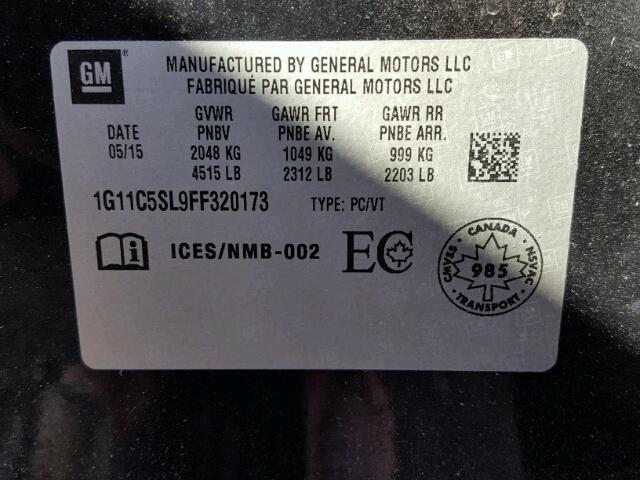 GM ®
MANUFACTURED BY GENERAL MOTORS LLC
FABRIQUÉ PAR GENERAL MOTORS LLC
GVWR GAWR FRT GAWR RR
DATE PNBV PNBE AV. PNBE ARR.
05/15 2048 KG 1049 KG 999 KG
4515 LB 2312 LB 2203 LB
1G11C5SL9FF320173 TYPE: PC/VT
i ICES/NMB-002 EC
CANADA
CMVSS 985 NSVAC
TRANSPORT